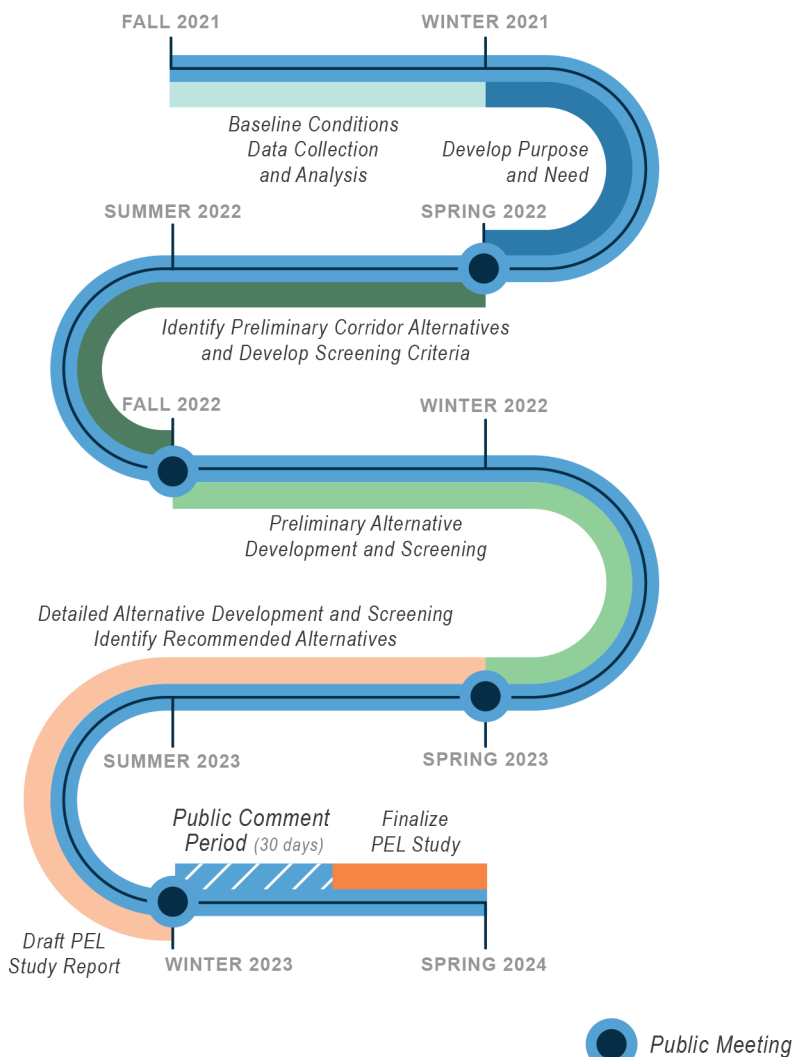 FALL 2021
WINTER 2021
Baseline Conditions
Data Collection
and Analysis
Develop Purpose
and Need
SUMMER 2022
SPRING 2022
Identify Preliminary Corridor Alternatives
and Develop Screening Criteria
FALL 2022
WINTER 2022
Preliminary Alternative
Development and Screening
Detailed Alternative Development and Screening
Identify Recommended Alternatives
SUMMER 2023
SPRING 2023
Public Comment
Period (30 days)
Finalize
PEL Study
Draft PEL
Study Report
WINTER 2023
SPRING 2024
Public Meeting